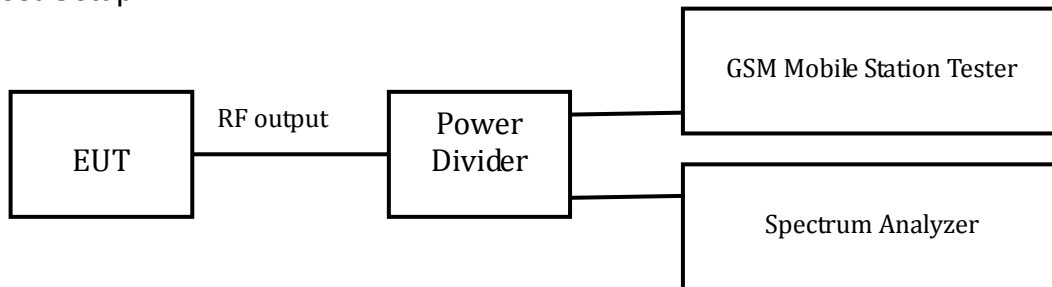 GSM Mobile Station Tester
RF output
EUT
Power
Divider
Spectrum Analyzer